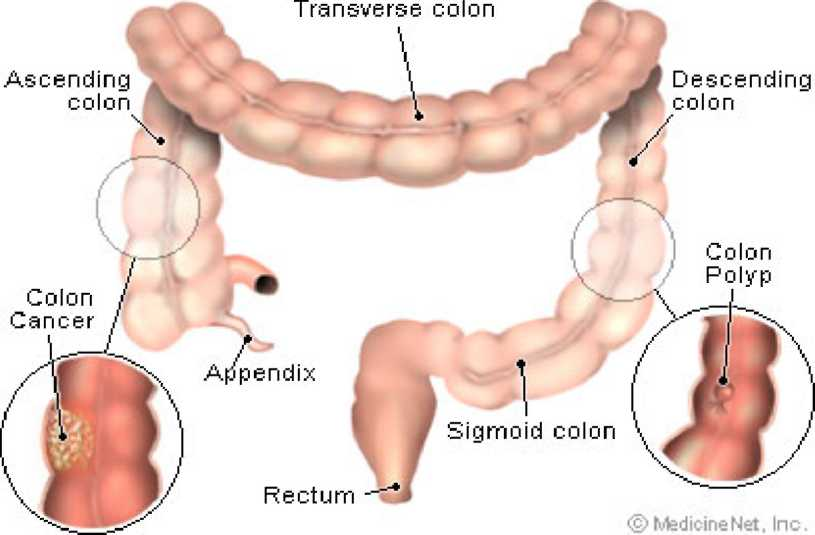 Transverse colon
Ascending
colon
Descending
colon
Colon
Polyp
Colon
Cancer
Appendix
Sigmoid colon
Rectum
© MedicineNet, Inc.